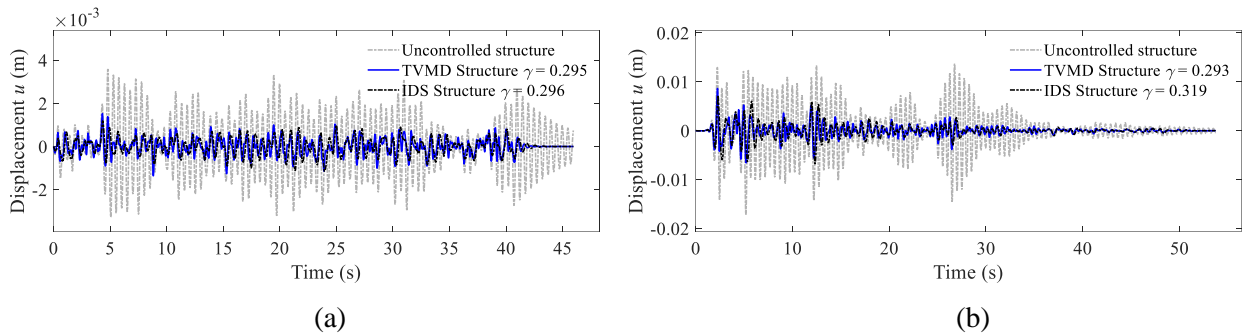 ×10⁻³
Displacement u (m)
4
2
0
-2
Uncontrolled structure
TVMD Structure γ = 0.295
IDS Structure γ = 0.296
0 5 10 15 20 25 30 35 40 45
Time (s)
(a)
Displacement u (m)
0.02
0.01
0
-0.01
-0.02
Uncontrolled structure
TVMD Structure γ = 0.293
IDS Structure γ = 0.319
0 10 20 30 40 50
Time (s)
(b)